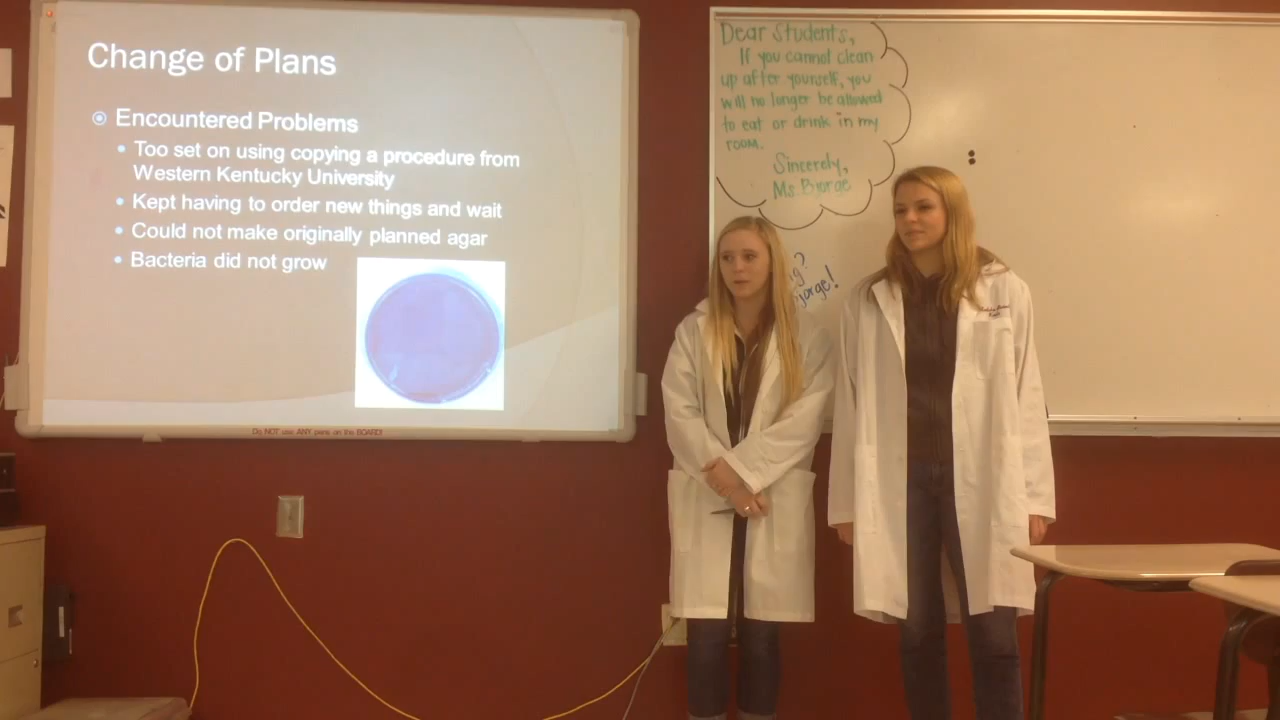 Change of Plans
Encountered Problems
Too set on using copying a procedure from
Western Kentucky University
Kept having to order new things and wait
Could not make originally planned agar
Bacteria did not grow
Do NOT use ANY pens on this BOARD!
Dear Students,
If you cannot clean
up after yourself, you
will no longer be allowed
to eat or drink in my
room.
Sincerely,
Ms. Bjorge